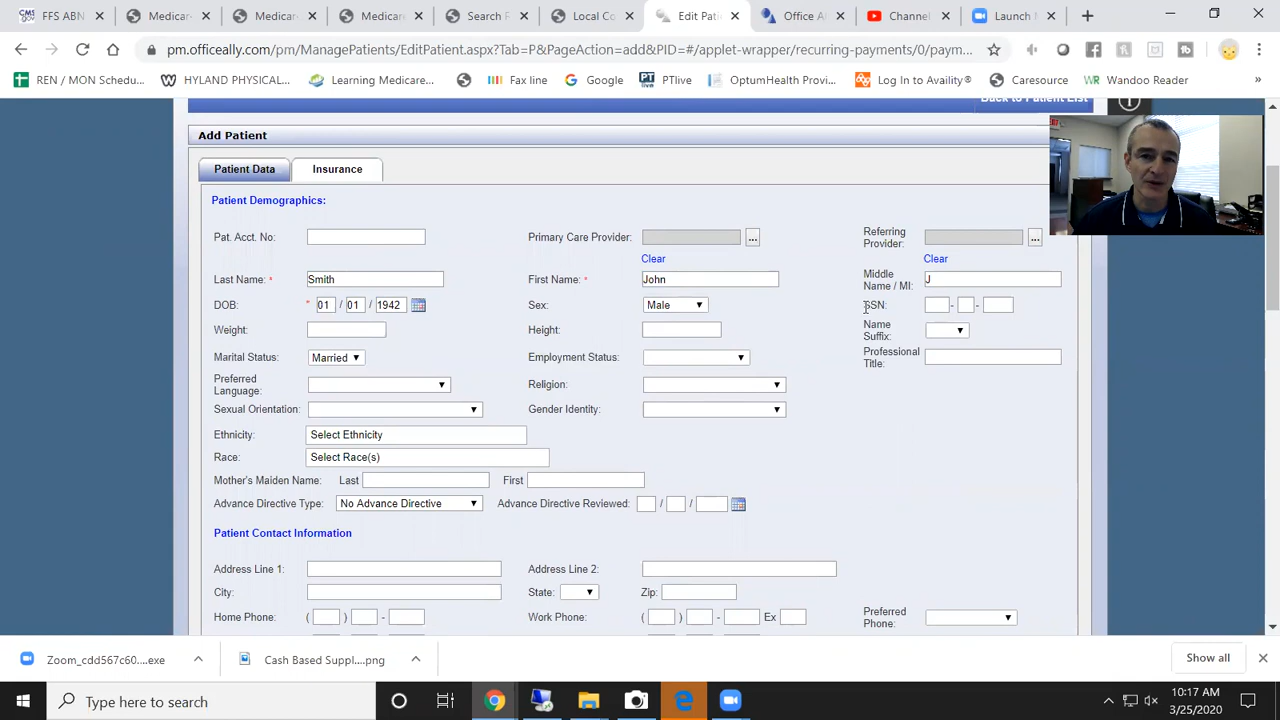 FFS ABN
Medicar
Medicar
Medicare
Search F
Local Co
Edit Pati
Office A
Channel
Launch
pm.officeally.com/pm/ManagePatients/EditPatient.aspx?Tab=P&PageAction=add&PID=#/applet-wrapper/recurring-payments/0/paym...
REN / MON Schedu...
HYLAND PHYSICAL...
Learning Medicare...
Fax line
Google
PTlive
OptumHealth Provi...
Log In to Availity®
Caresource
Wandoo Reader
Back to Patient List
Add Patient
Patient Data
Insurance
Patient Demographics:
Pat. Acct. No:
Primary Care Provider:
...
Referring Provider:
...
Clear
Clear
Last Name: *
Smith
First Name: *
John
Middle Name / MI:
J
DOB:
* 01 / 01 / 1942
Sex:
Male
SSN:
- -
Weight:
Height:
Name Suffix:
Marital Status:
Married
Employment Status:
Professional Title:
Preferred Language:
Religion:
Sexual Orientation:
Gender Identity:
Ethnicity:
Select Ethnicity
Race:
Select Race(s)
Mother's Maiden Name:
Last
First
Advance Directive Type:
No Advance Directive
Advance Directive Reviewed:
/ /
Patient Contact Information
Address Line 1:
Address Line 2:
City:
State:
Zip:
Home Phone:
( ) -
Work Phone:
( ) - Ex
Preferred Phone:
Zoom_cdd567c60....exe
Cash Based Suppl....png
Show all
Type here to search
10:17 AM
3/25/2020